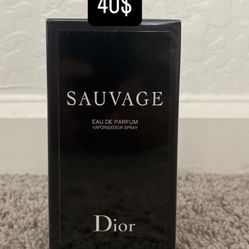 40$
SAUVAGE
EAU DE PARFUM
VAPORISATEUR SPRAY
Dior